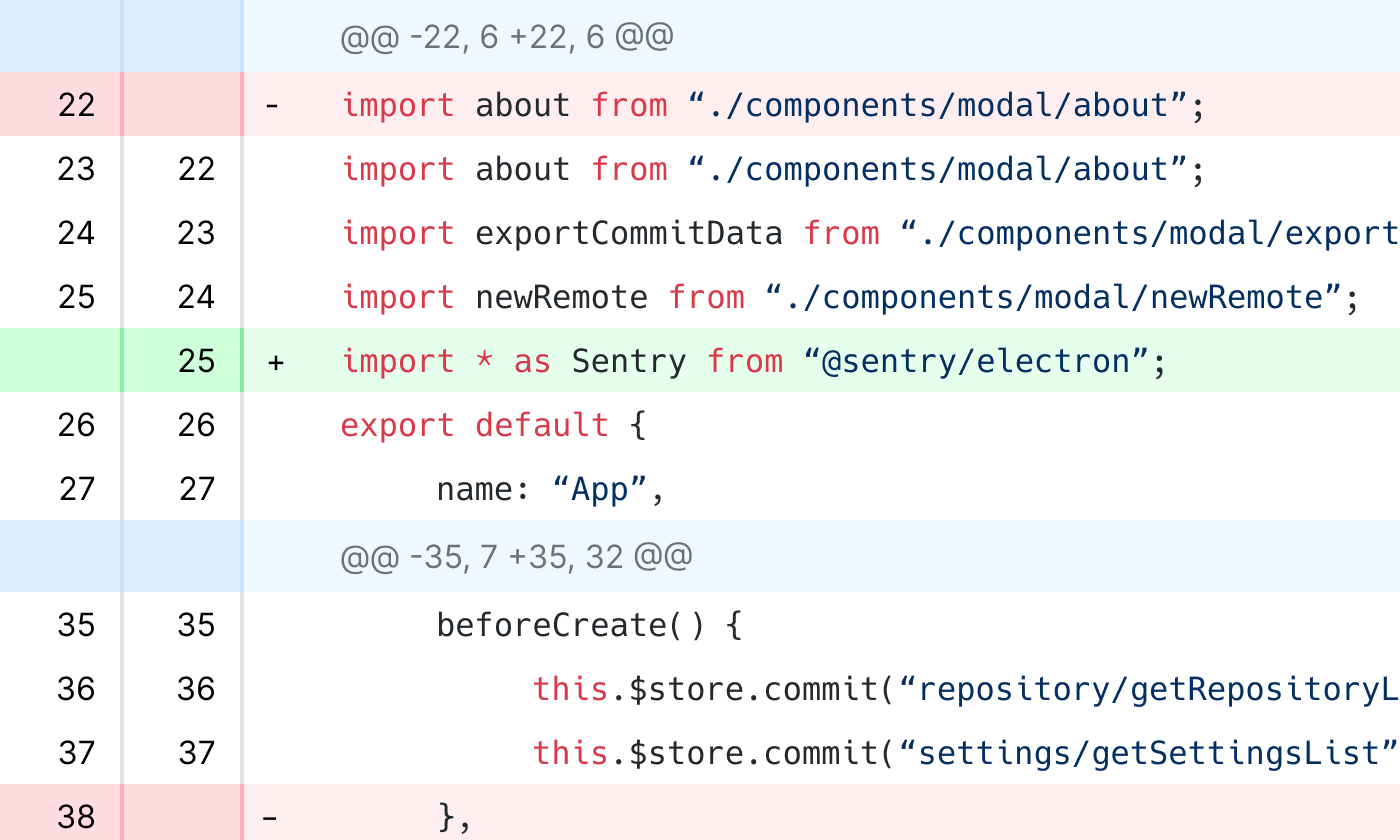 @@ -22, 6 +22, 6 @@
22 - import about from “./components/modal/about”;
23 22 import about from “./components/modal/about”;
24 23 import exportCommitData from “./components/modal/export
25 24 import newRemote from “./components/modal/newRemote”;
25 + import * as Sentry from “@sentry/electron”;
26 26 export default {
27 27 name: “App”,
@@ -35, 7 +35, 32 @@
35 35 beforeCreate() {
36 36 this.$store.commit(“repository/getRepositoryL
37 37 this.$store.commit(“settings/getSettingsList”
38 - },